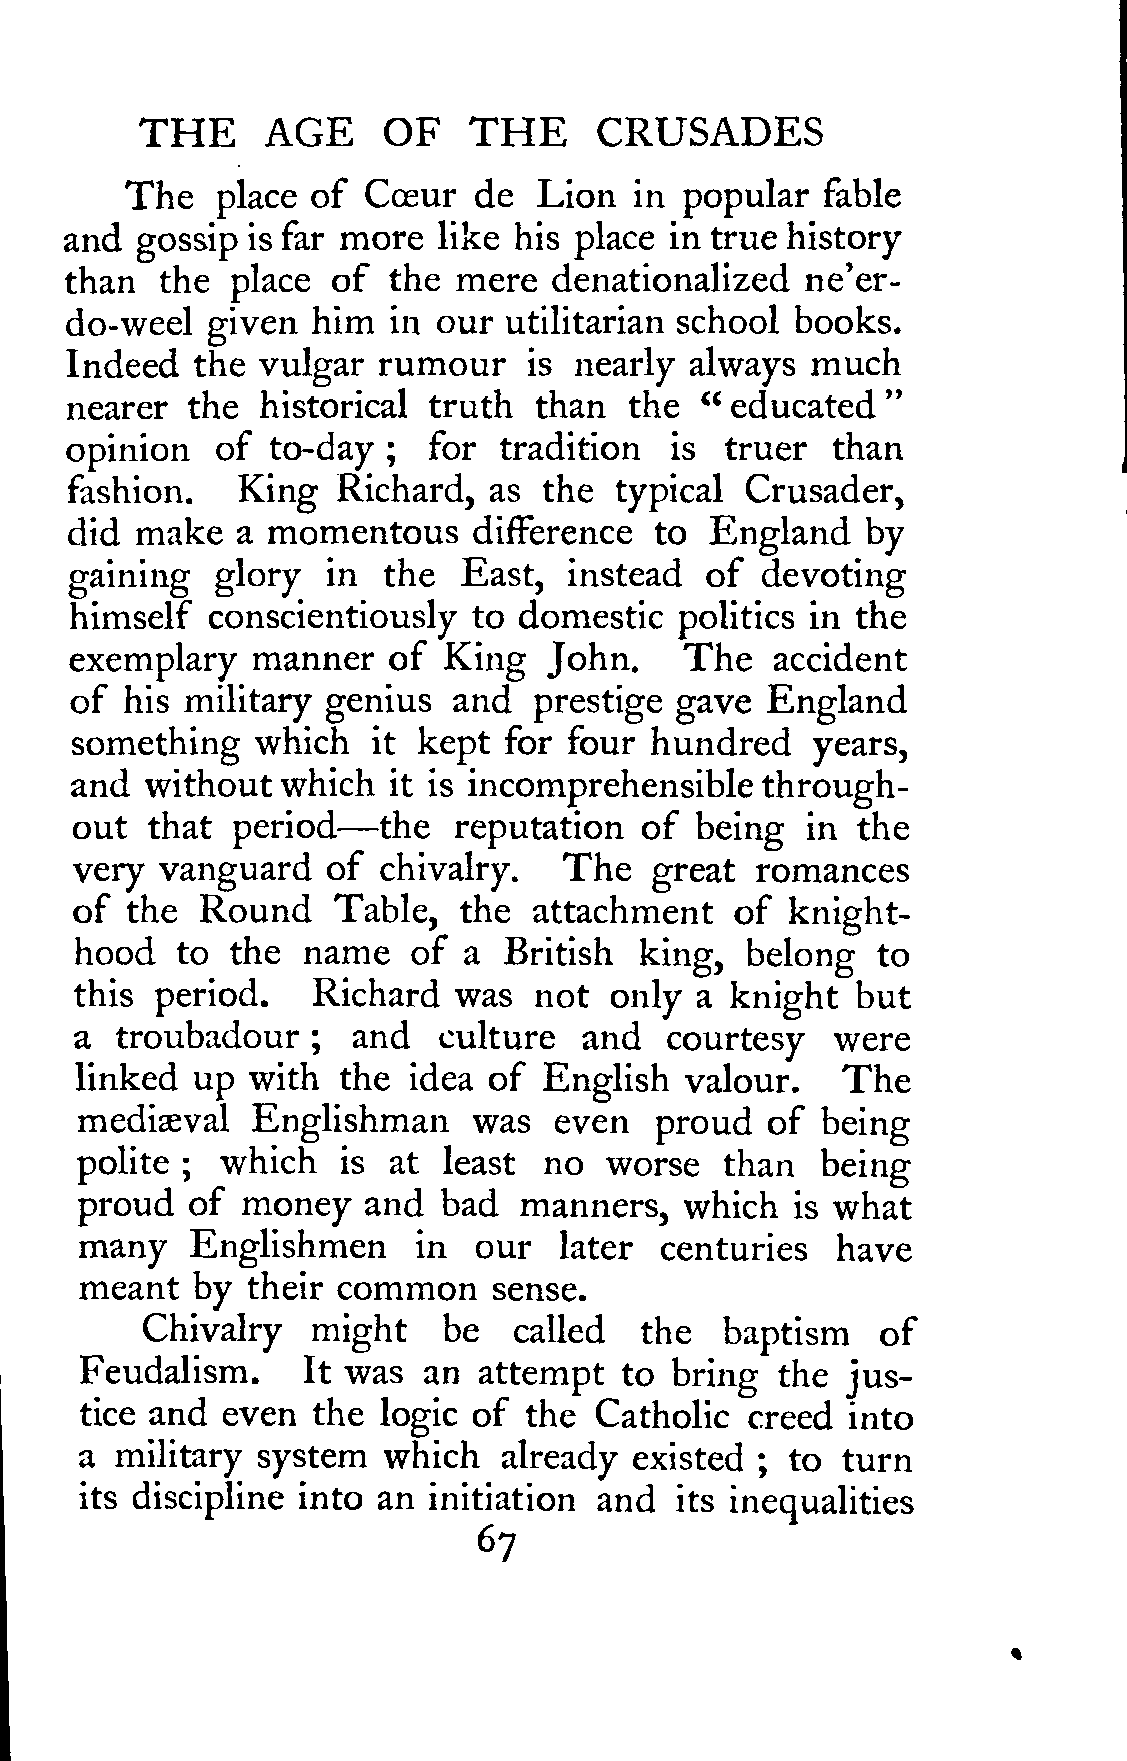 THE AGE OF THE CRUSADES
The place of Cœur de Lion in popular fable
and gossip is far more like his place in true history
than the place of the mere denationalized ne’er-
do-weel given him in our utilitarian school books.
Indeed the vulgar rumour is nearly always much
nearer the historical truth than the “educated”
opinion of to-day ; for tradition is truer than
fashion. King Richard, as the typical Crusader,
did make a momentous difference to England by
gaining glory in the East, instead of devoting
himself conscientiously to domestic politics in the
exemplary manner of King John. The accident
of his military genius and prestige gave England
something which it kept for four hundred years,
and without which it is incomprehensible through-
out that period—the reputation of being in the
very vanguard of chivalry. The great romances
of the Round Table, the attachment of knight-
hood to the name of a British king, belong to
this period. Richard was not only a knight but
a troubadour ; and culture and courtesy were
linked up with the idea of English valour. The
mediæval Englishman was even proud of being
polite ; which is at least no worse than being
proud of money and bad manners, which is what
many Englishmen in our later centuries have
meant by their common sense.
Chivalry might be called the baptism of
Feudalism. It was an attempt to bring the jus-
tice and even the logic of the Catholic creed into
a military system which already existed ; to turn
its discipline into an initiation and its inequalities
67